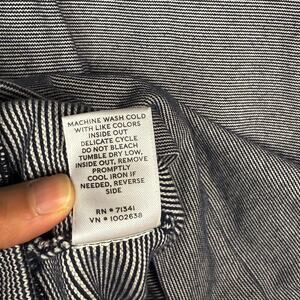 MACHINE WASH COLD
WITH LIKE COLORS
INSIDE OUT
DELICATE CYCLE
DO NOT BLEACH
TUMBLE DRY LOW,
INSIDE OUT, REMOVE
PROMPTLY
COOL IRON IF
NEEDED, REVERSE
SIDE
RN # 71341
VN # 1002638